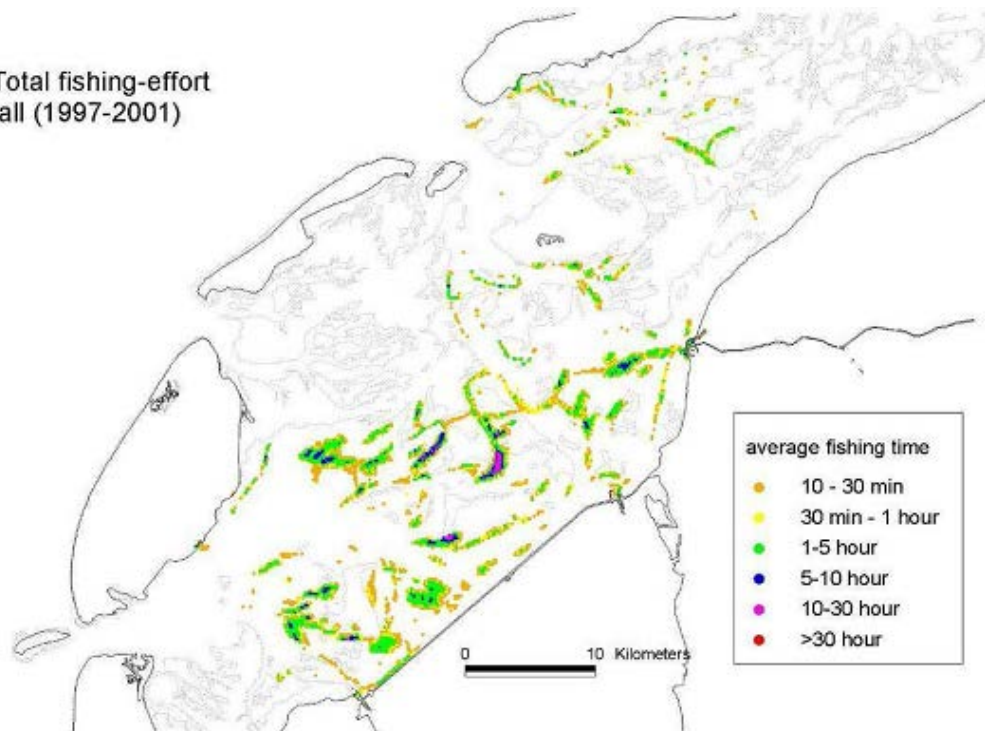 Total fishing-effort
all (1997-2001)
average fishing time
10 - 30 min
30 min - 1 hour
1-5 hour
5-10 hour
10-30 hour
>30 hour
0 10 Kilometers